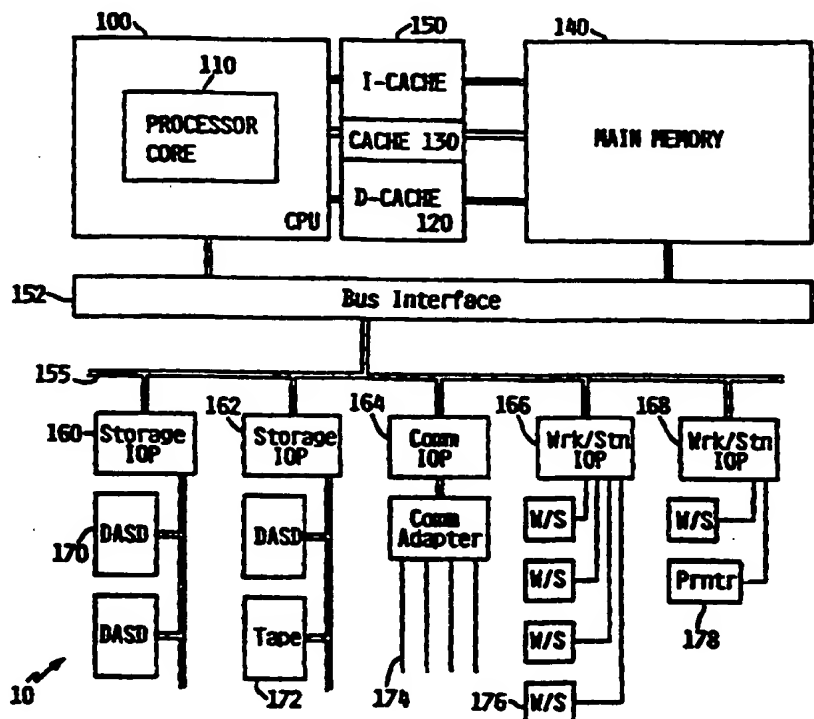 100
150
140
110
PROCESSOR
CORE
CPU
I-CACHE
CACHE 130
D-CACHE
120
MAIN MEMORY
152
Bus Interface
155
160
Storage
IOP
162
Storage
IOP
164
Comm
IOP
166
Wrk/Stn
IOP
168
Wrk/Stn
IOP
170
DASD
DASD
DASD
Tape
172
Comm
Adapter
174
W/S
W/S
W/S
176
W/S
W/S
Prntr
178
10